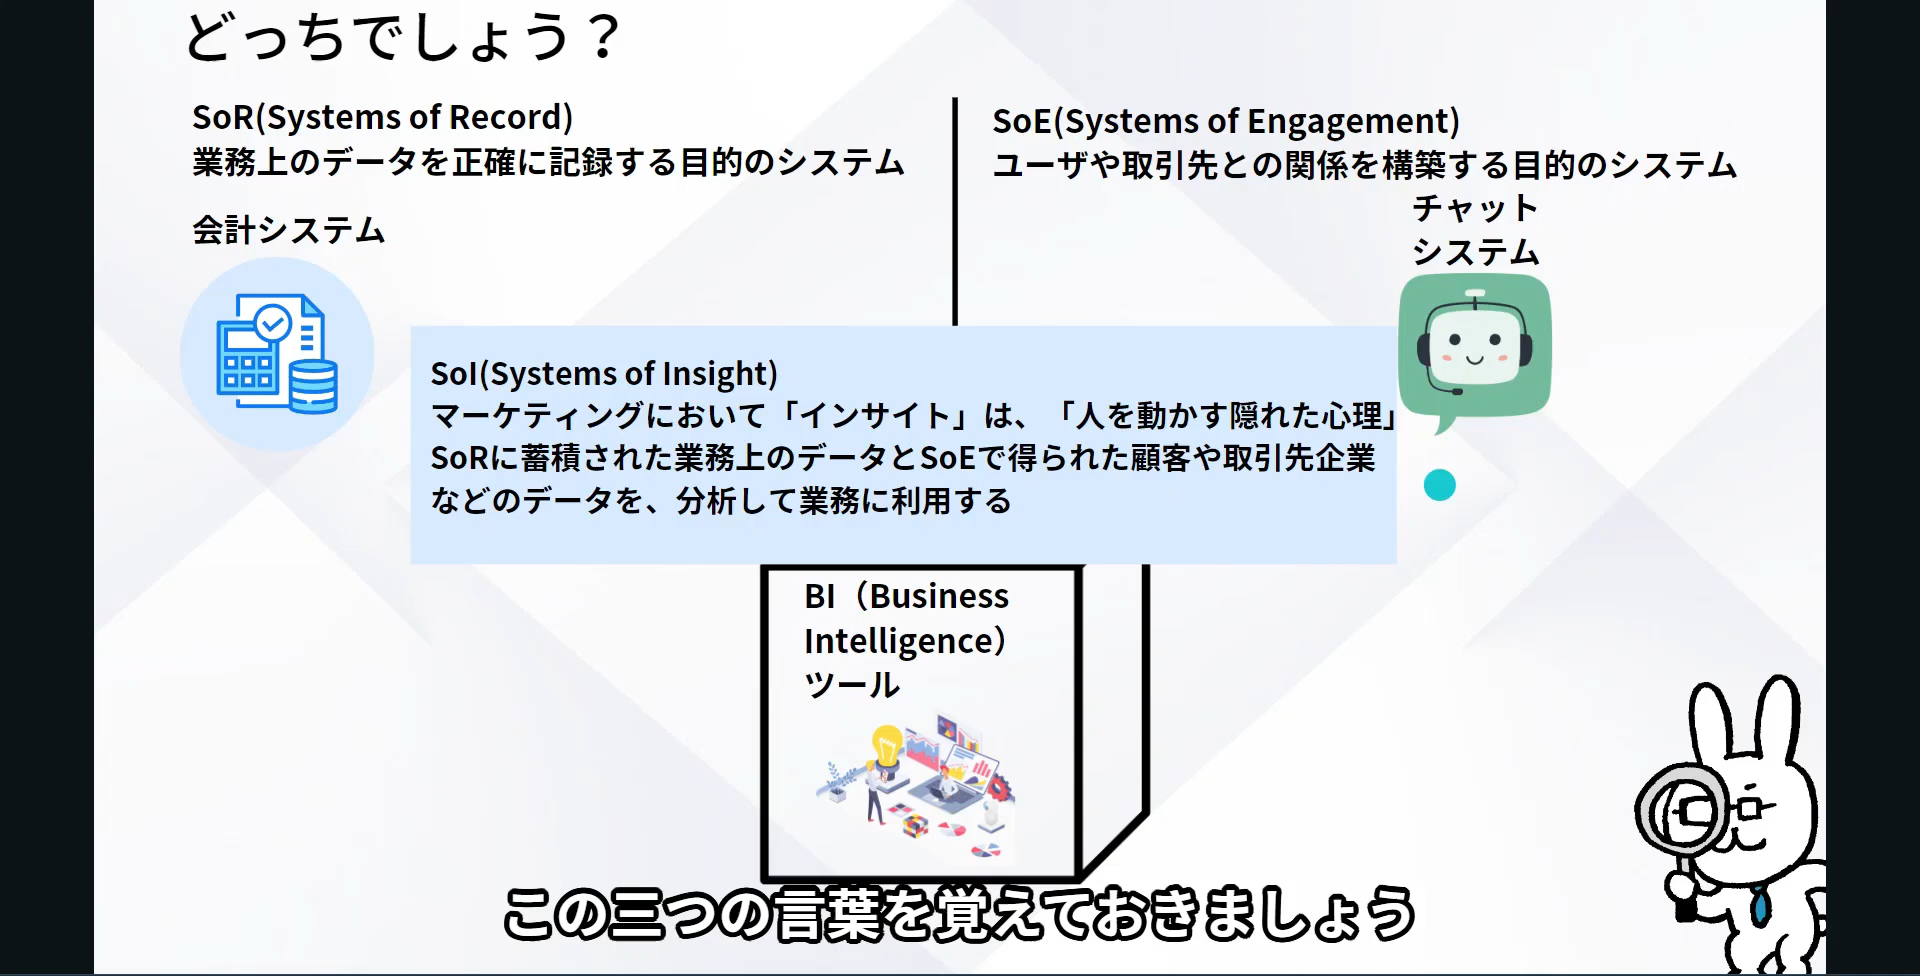 どっちでしょう？
SoR(Systems of Record)
業務上のデータを正確に記録する目的のシステム
会計システム
SoE(Systems of Engagement)
ユーザや取引先との関係を構築する目的のシステム
チャット
システム
SoI(Systems of Insight)
マーケティングにおいて「インサイト」は、「人を動かす隠れた心理」
SoRに蓄積された業務上のデータとSoEで得られた顧客や取引先企業
などのデータを、分析して業務に利用する
BI（Business
Intelligence）
ツール
この三つの言葉を覚えておきましょう